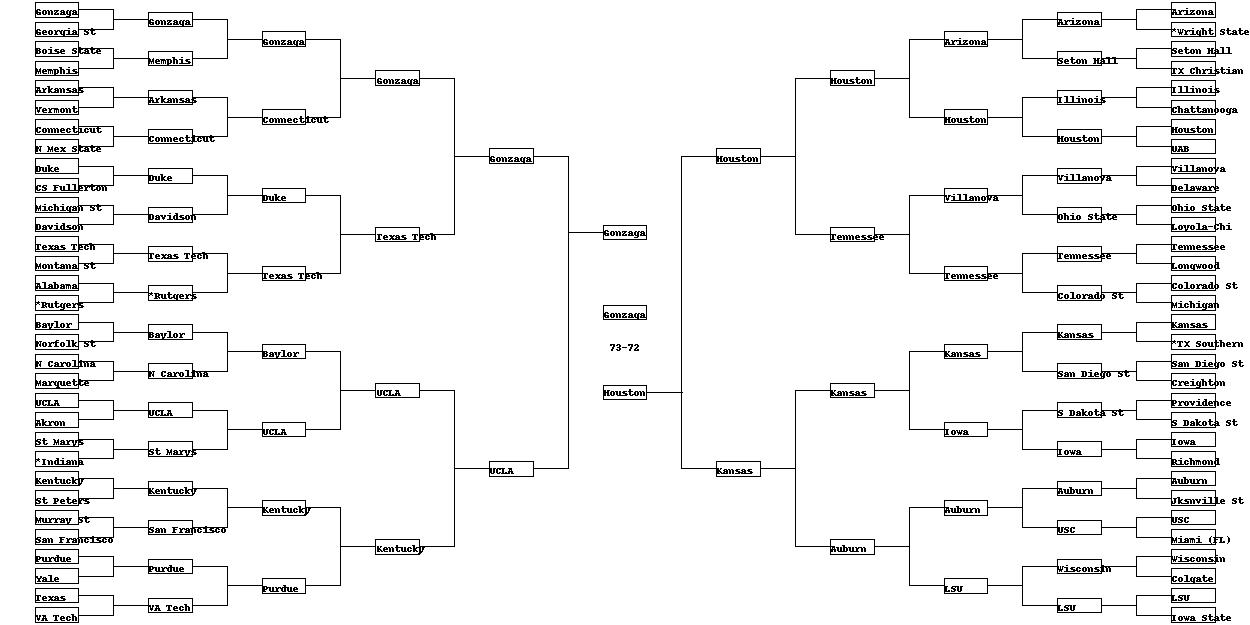 Gonzaga
Georgia St
Boise State
Memphis
Arkansas
Vermont
Connecticut
N Mex State
Duke
CS Fullerton
Michigan St
Davidson
Texas Tech
Montana St
Alabama
*Rutgers
Baylor
Norfolk St
N Carolina
Marquette
UCLA
Akron
St Marys
*Indiana
Kentucky
St Peters
Murray St
San Francisco
Purdue
Yale
Texas
VA Tech
Gonzaga
Memphis
Arkansas
Connecticut
Duke
Davidson
Texas Tech
*Rutgers
Baylor
N Carolina
UCLA
St Marys
Kentucky
San Francisco
Purdue
VA Tech
Gonzaga
Connecticut
Duke
Texas Tech
Baylor
UCLA
Kentucky
Purdue
Gonzaga
Texas Tech
UCLA
Kentucky
Gonzaga
UCLA
Gonzaga
Gonzaga
73-72
Houston
Houston
Kansas
Houston
Tennessee
Kansas
Auburn
Arizona
Houston
Villanova
Tennessee
Kansas
Iowa
Auburn
LSU
Arizona
Seton Hall
Illinois
Houston
Villanova
Ohio State
Tennessee
Colorado St
Kansas
San Diego St
S Dakota St
Iowa
Auburn
USC
Wisconsin
LSU
Arizona
*Wright State
Seton Hall
TX Christian
Illinois
Chattanooga
Houston
UAB
Villanova
Delaware
Ohio State
Loyola-Chi
Tennessee
Longwood
Colorado St
Michigan
Kansas
*TX Southern
San Diego St
Creighton
Providence
S Dakota St
Iowa
Richmond
Auburn
Jksnville St
USC
Miami (FL)
Wisconsin
Colgate
LSU
Iowa State